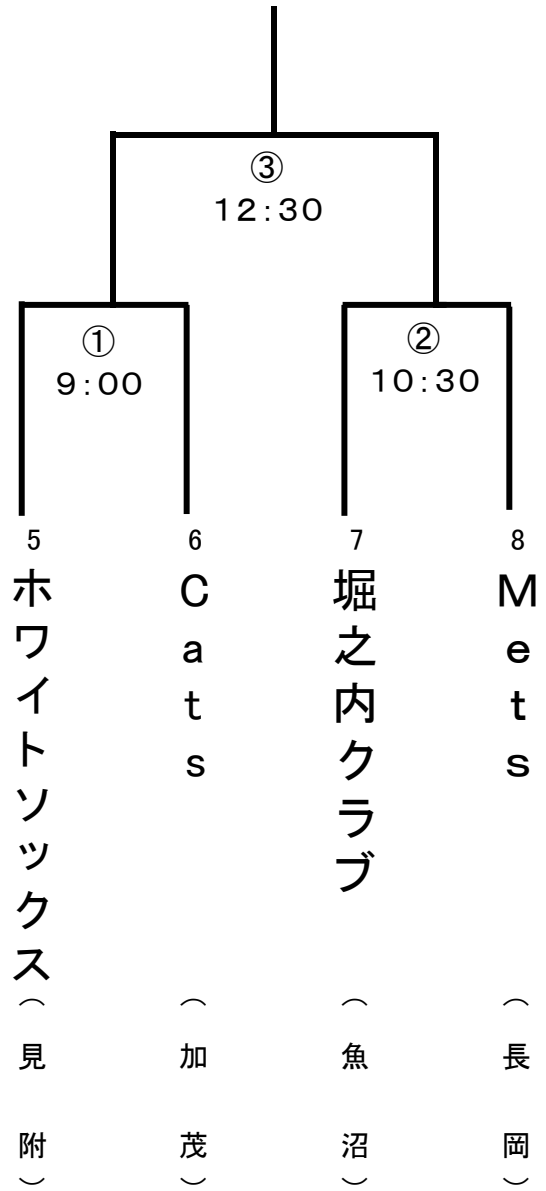 ③
12:30
①
9:00
②
10:30
5
ホワイトソックス
（見附）
6
Cats
（加茂）
7
堀之内クラブ
（魚沼）
8
Mets
（長岡）